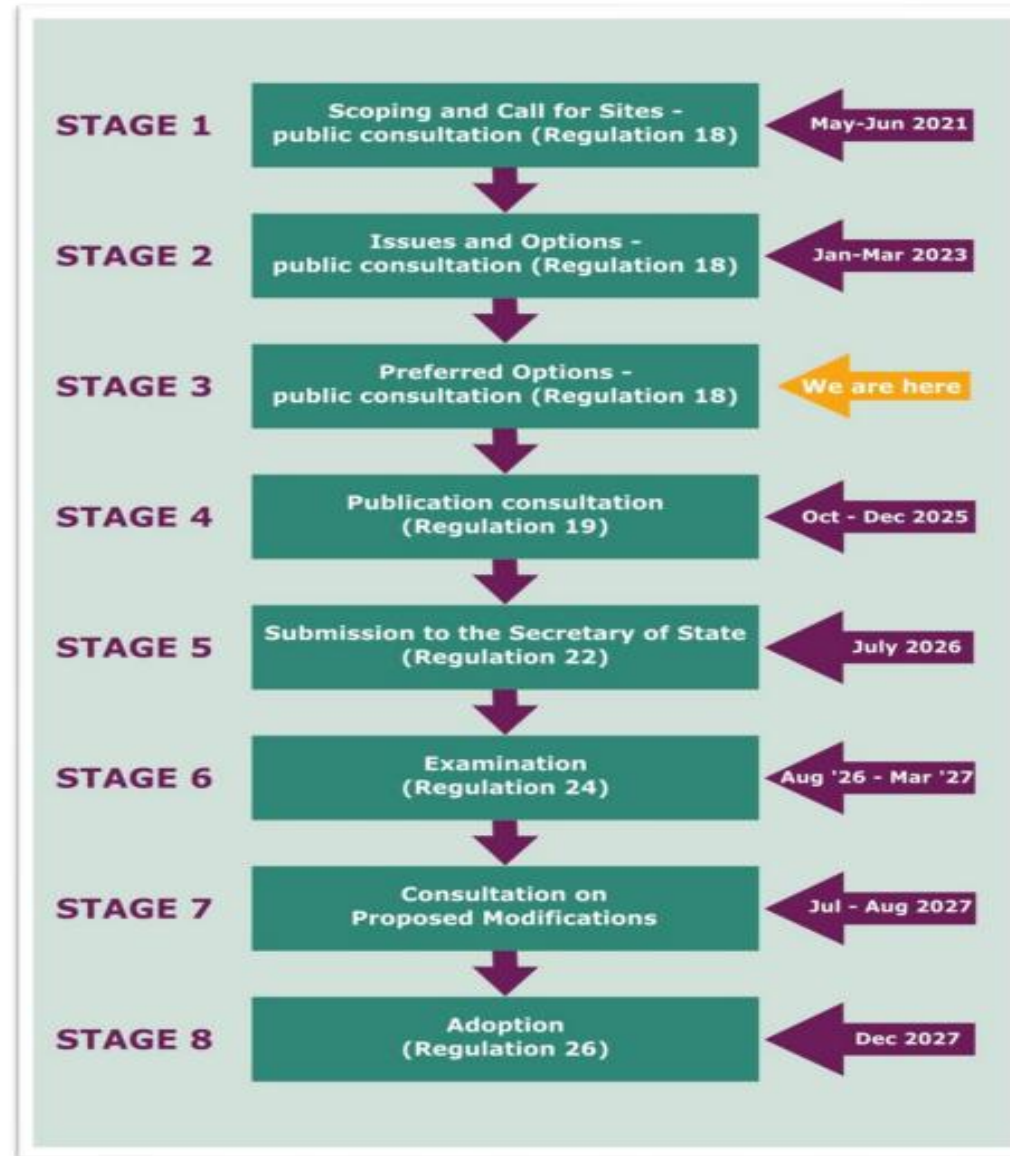 STAGE 1
Scoping and Call for Sites -
public consultation (Regulation 18)
May-Jun 2021
STAGE 2
Issues and Options -
public consultation (Regulation 18)
Jan-Mar 2023
STAGE 3
Preferred Options -
public consultation (Regulation 18)
We are here
STAGE 4
Publication consultation
(Regulation 19)
Oct - Dec 2025
STAGE 5
Submission to the Secretary of State
(Regulation 22)
July 2026
STAGE 6
Examination
(Regulation 24)
Aug '26 - Mar '27
STAGE 7
Consultation on
Proposed Modifications
Jul - Aug 2027
STAGE 8
Adoption
(Regulation 26)
Dec 2027